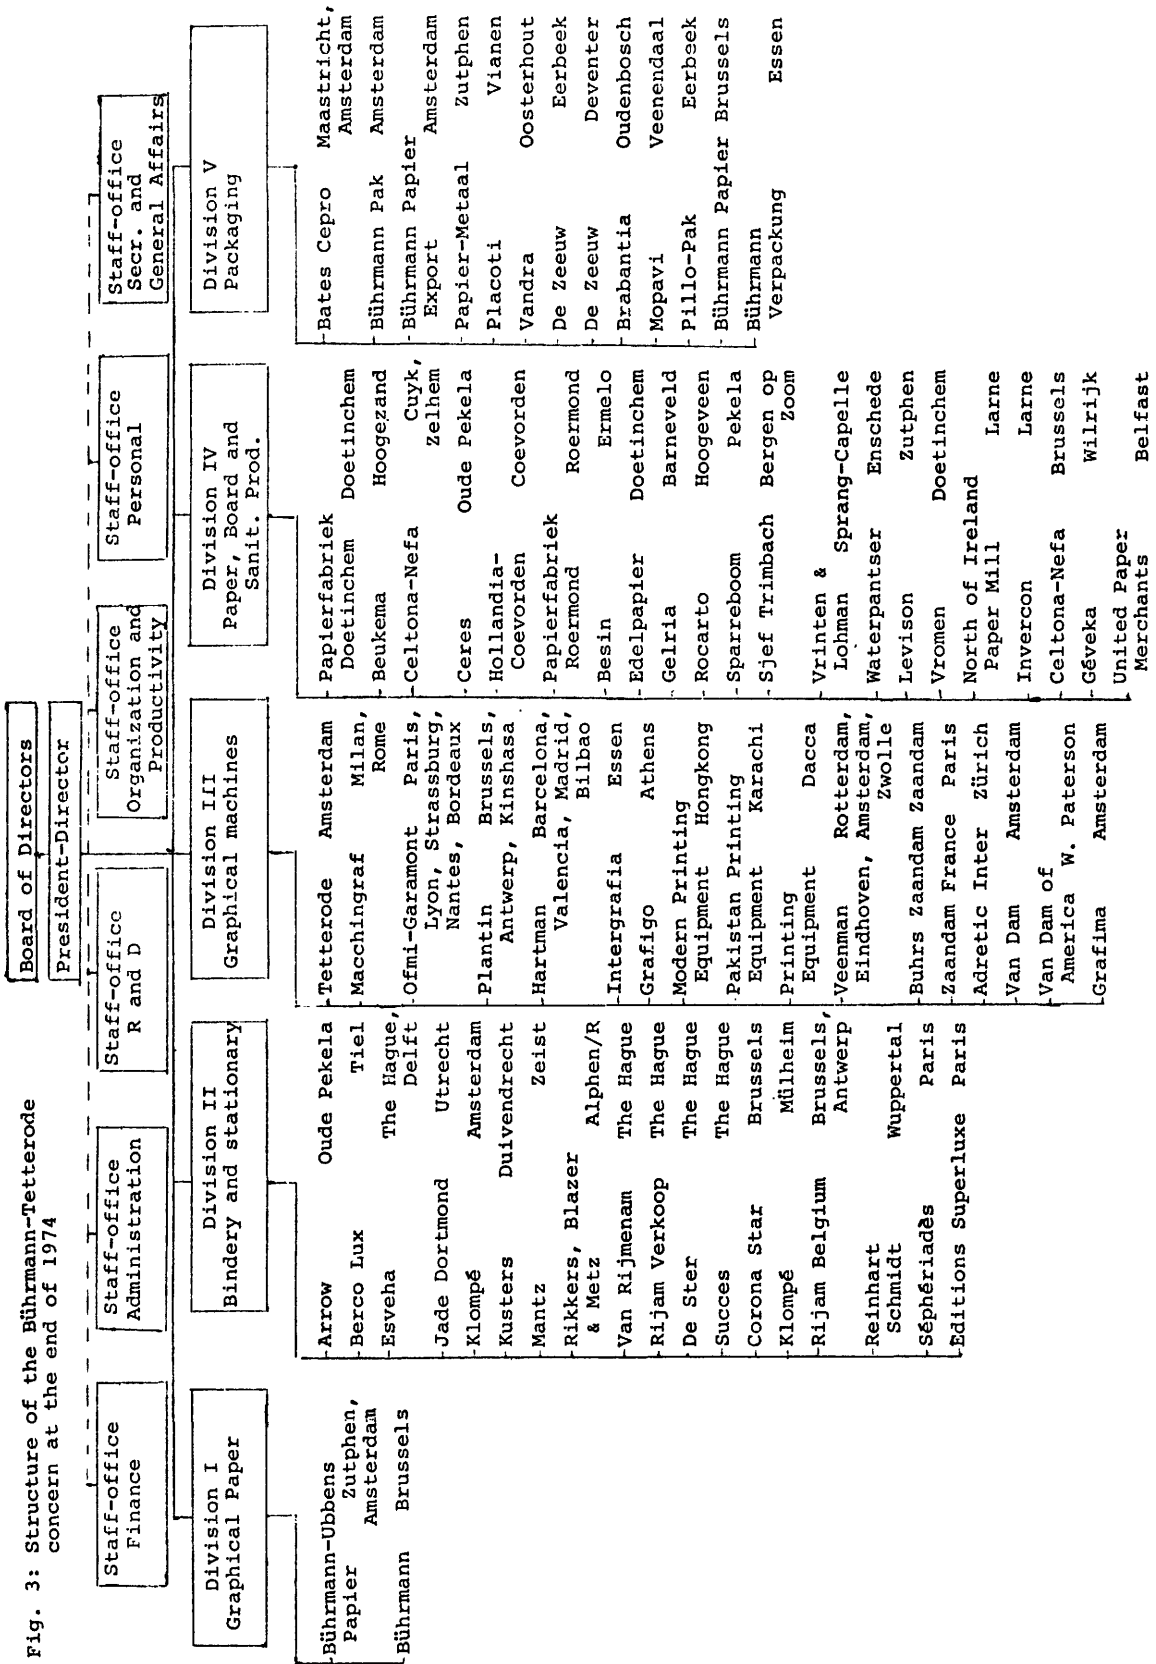 Fig. 3: Structure of the Bührmann-Tetterode
concern at the end of 1974
Board of Directors
President-Director
Staff-office
Finance
Staff-office
Administration
Staff-office
R and D
Staff-office
Organization and
Productivity
Staff-office
Personal
Staff-office
Secr. and
General Affairs
Division I
Graphical Paper
Bührmann-Ubbens
Papier Zutphen,
Amsterdam
Bührmann Brussels
Division II
Bindery and stationary
Arrow Oude Pekela
Berco Lux Tiel
Esveha The Hague,
Delft
Jade Dortmond Utrecht
Klompé Amsterdam
Kusters Duivendrecht
Mantz Zeist
Rikkers, Blazer
& Metz Alphen/R
Van Rijmenam The Hague
Rijam Verkoop The Hague
De Ster The Hague
Succes The Hague
Corona Star Brussels
Klompé Mülheim
Rijam Belgium Brussels,
Antwerp
Reinhart
Schmidt Wuppertal
Séphériadès Paris
Editions Superluxe Paris
Division III
Graphical machines
Tetterode Amsterdam
Macchingraf Milan,
Rome
Ofmi-Garamont Paris,
Lyon, Strassburg,
Nantes, Bordeaux
Plantin Brussels,
Antwerp, Kinshasa
Hartman Barcelona,
Valencia, Madrid,
Bilbao
Intergrafia Essen
Grafigo Athens
Modern Printing
Equipment Hongkong
Pakistan Printing
Equipment Karachi
Printing
Equipment Dacca
Veenman Rotterdam,
Eindhoven, Amsterdam,
Zwolle
Buhrs Zaandam Zaandam
Zaandam France Paris
Adretic Inter Zürich
Van Dam Amsterdam
Van Dam of
America W. Paterson
Grafima Amsterdam
Division IV
Paper, Board and
Sanit. Prod.
Papierfabriek
Doetinchem Doetinchem
Beukema Hoogezand
Celtona-Nefa Cuyk,
Zelhem
Ceres Oude Pekela
Hollandia-
Coevorden Coevorden
Papierfabriek
Roermond Roermond
Besin Ermelo
Edelpapier Doetinchem
Gelria Barneveld
Rocarto Hoogeveen
Sparreboom Pekela
Sjef Trimbach Bergen op
Zoom
Vrinten &
Lohman Sprang-Capelle
Waterpantser Enschede
Levison Zutphen
Vromen Doetinchem
North of Ireland
Paper Mill Larne
Invercon Larne
Celtona-Nefa Brussels
Géveka Wilrijk
United Paper
Merchants Belfast
Division V
Packaging
Bates Cepro Maastricht,
Amsterdam
Bührmann Pak Amsterdam
Bührmann Papier
Export Amsterdam
Papier-Metaal Zutphen
Placoti Vianen
Vandra Oosterhout
De Zeeuw Eerbeek
De Zeeuw Deventer
Brabantia Oudenbosch
Mopavi Veenendaal
Pillo-Pak Eerbsek
Bührmann Papier Brussels
Bührmann
Verpackung Essen